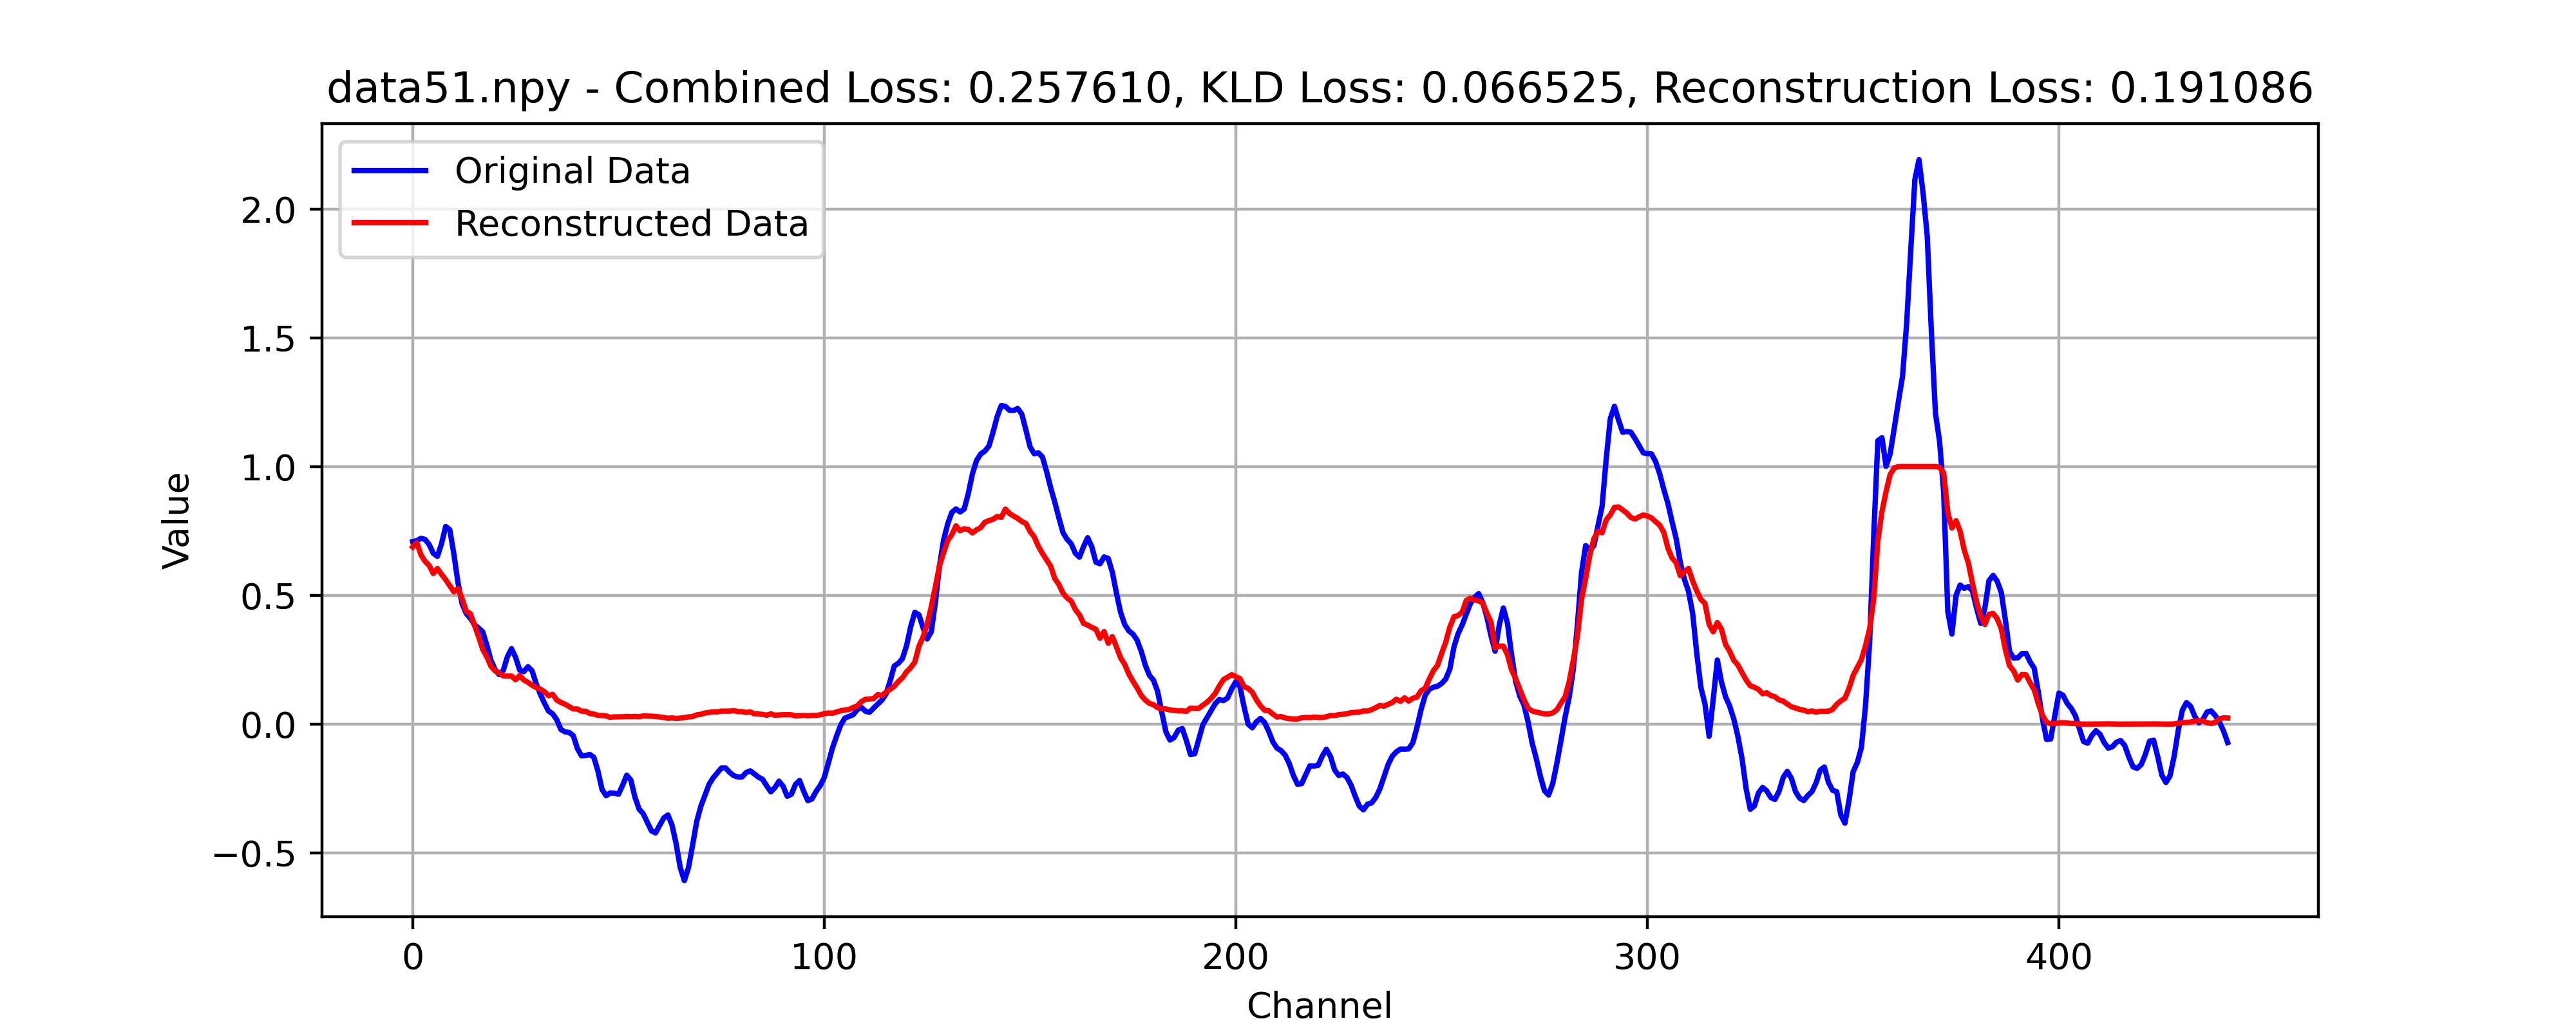 data51.npy - Combined Loss: 0.257610, KLD Loss: 0.066525, Reconstruction Loss: 0.191086
Original Data
Reconstructed Data
2.0
1.5
1.0
0.5
0.0
−0.5
Value
0 100 200 300 400
Channel